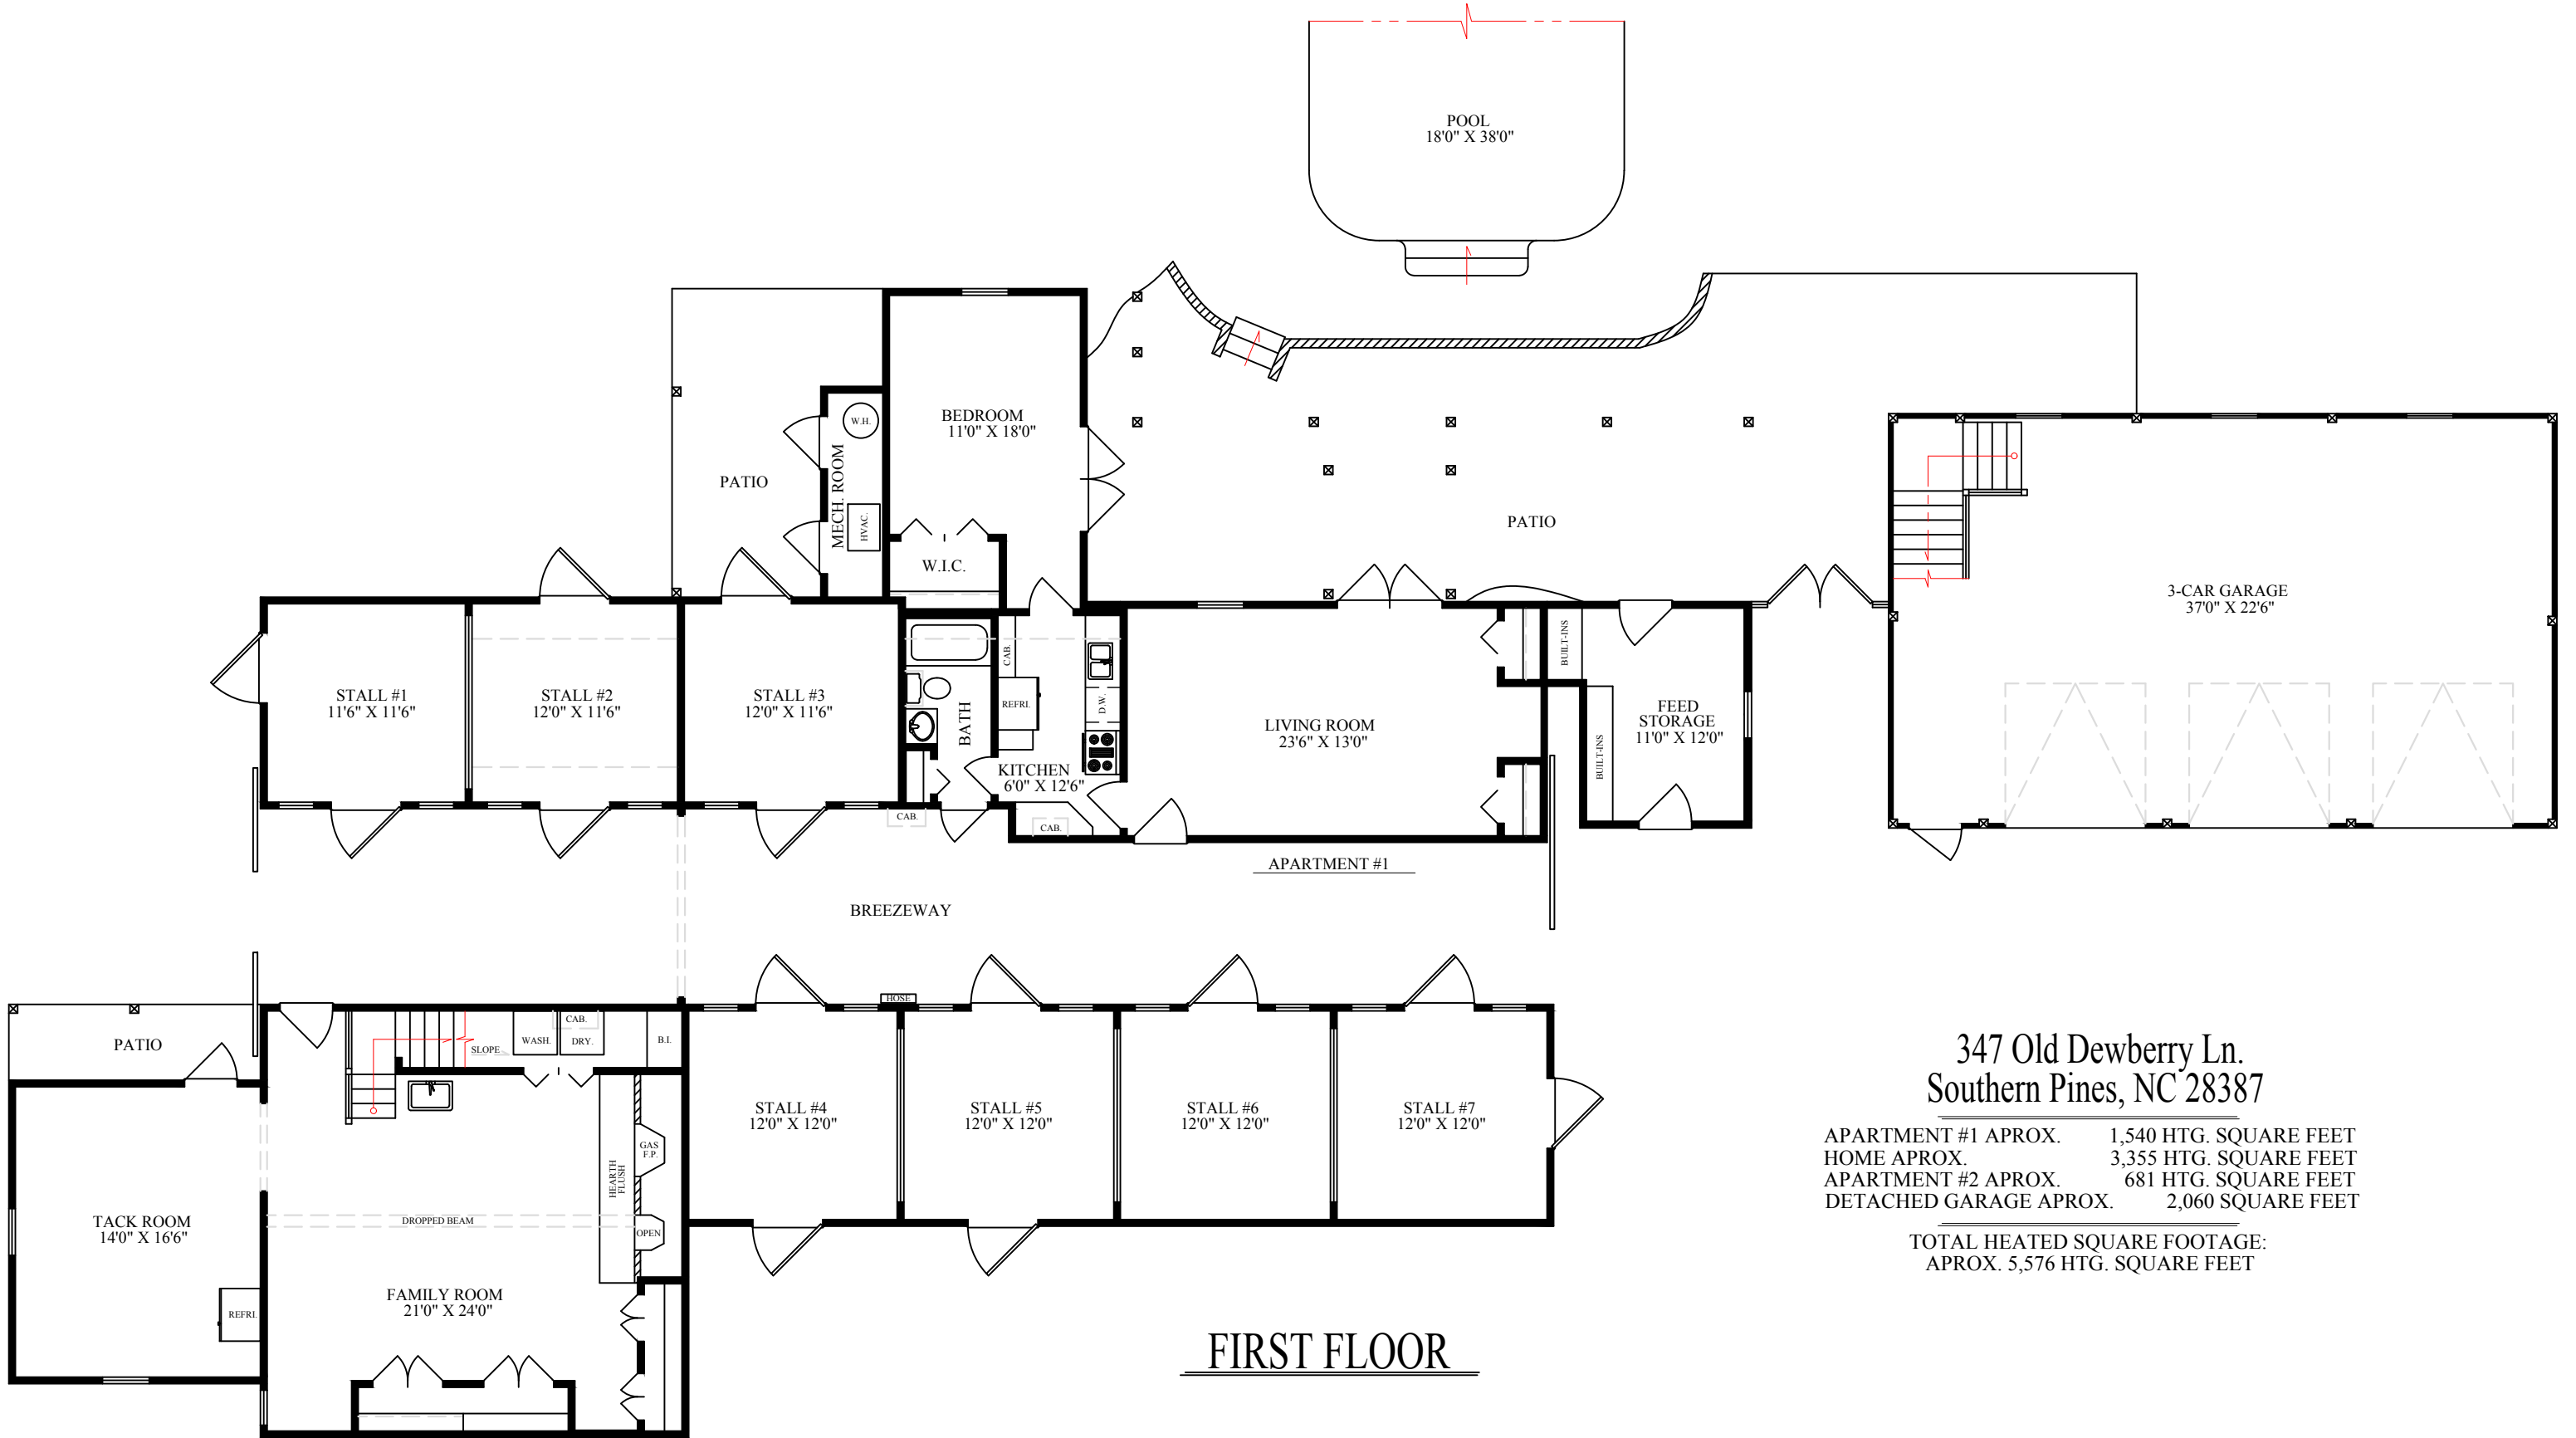 POOL
18'0" X 38'0"
BEDROOM
11'0" X 18'0"
W.H.
MECH. ROOM
HVAC.
PATIO
W.I.C.
PATIO
3-CAR GARAGE
37'0" X 22'6"
STALL #1
11'6" X 11'6"
STALL #2
12'0" X 11'6"
STALL #3
12'0" X 11'6"
BATH
CAB.
REFRI.
D.W.
KITCHEN
6'0" X 12'6"
CAB.
CAB.
LIVING ROOM
23'6" X 13'0"
BUILT-INS
BUILT-INS
FEED
STORAGE
11'0" X 12'0"
APARTMENT #1
BREEZEWAY
HOSE
PATIO
SLOPE
WASH.
CAB.
DRY.
B.I.
STALL #4
12'0" X 12'0"
STALL #5
12'0" X 12'0"
STALL #6
12'0" X 12'0"
STALL #7
12'0" X 12'0"
GAS
F.P.
HEARTH
FLUSH
OPEN
DROPPED BEAM
TACK ROOM
14'0" X 16'6"
REFRI.
FAMILY ROOM
21'0" X 24'0"
FIRST FLOOR
347 Old Dewberry Ln.
Southern Pines, NC 28387
APARTMENT #1 APROX. 1,540 HTG. SQUARE FEET
HOME APROX. 3,355 HTG. SQUARE FEET
APARTMENT #2 APROX. 681 HTG. SQUARE FEET
DETACHED GARAGE APROX. 2,060 SQUARE FEET
TOTAL HEATED SQUARE FOOTAGE:
APROX. 5,576 HTG. SQUARE FEET